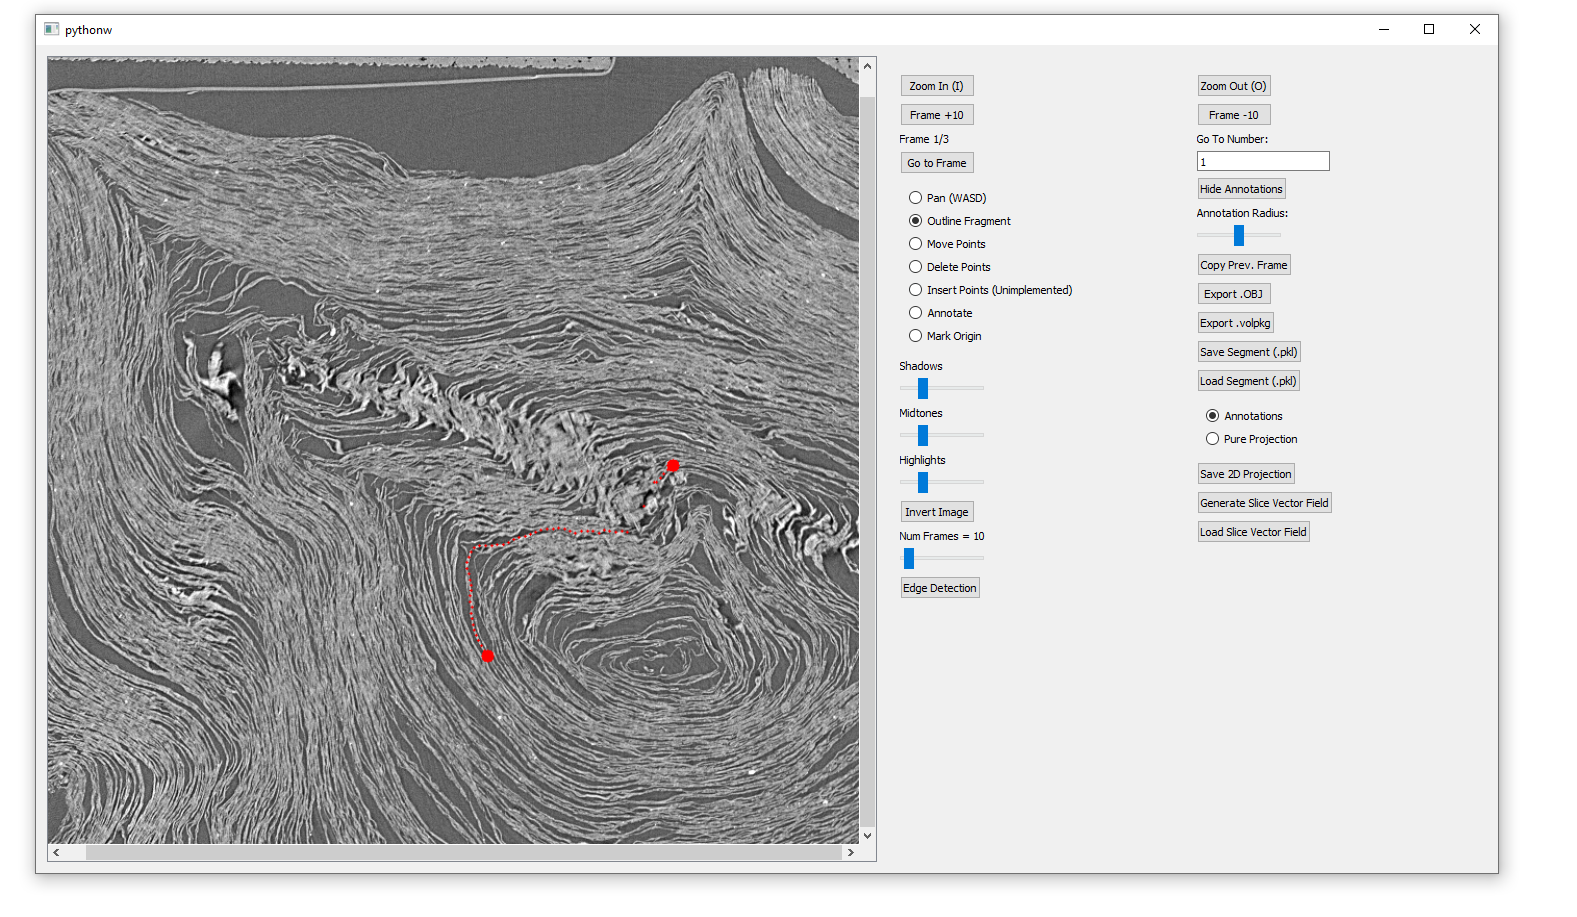 pythonw
Zoom In (I)
Zoom Out (O)
Frame +10
Frame -10
Frame 1/3
Go To Number:
Go to Frame
1
Pan (WASD)
Hide Annotations
Outline Fragment
Annotation Radius:
Move Points
Delete Points
Copy Prev. Frame
Insert Points (Unimplemented)
Export .OBJ
Annotate
Export .volpkg
Mark Origin
Save Segment (.pkl)
Shadows
Load Segment (.pkl)
Midtones
Annotations
Pure Projection
Highlights
Save 2D Projection
Invert Image
Generate Slice Vector Field
Num Frames = 10
Load Slice Vector Field
Edge Detection